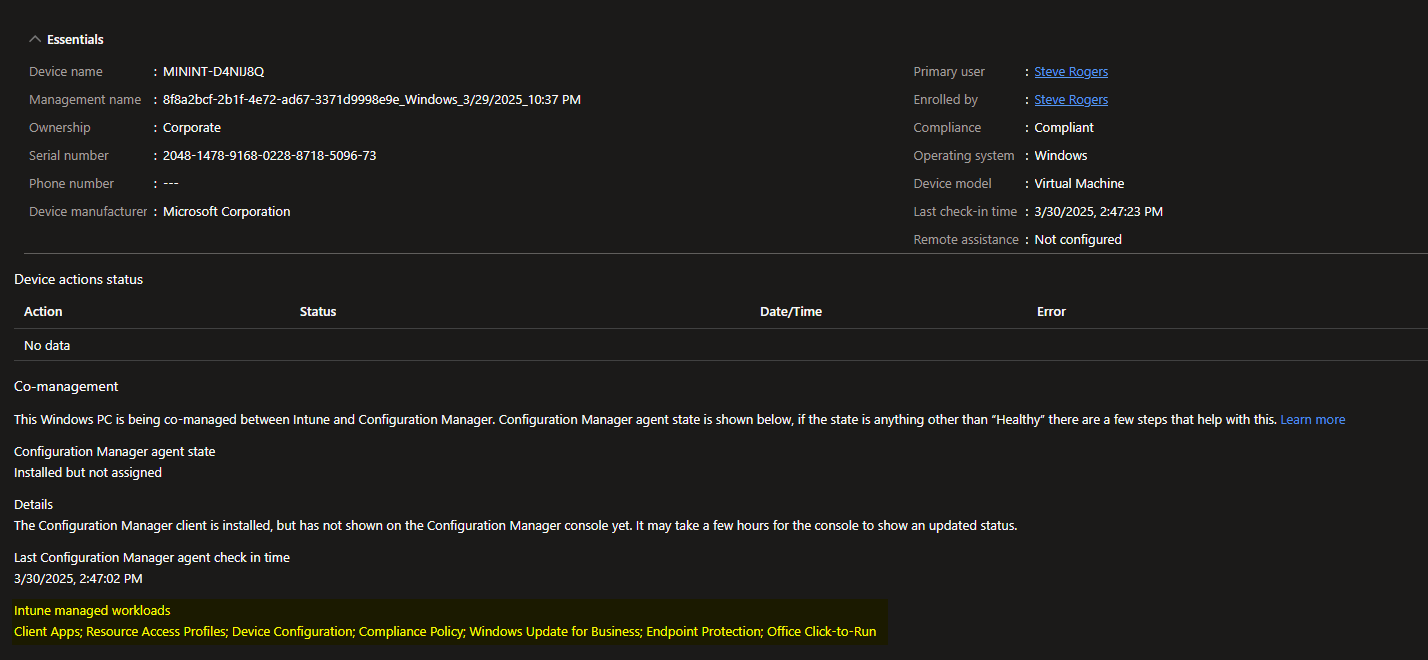 Essentials
Device name : MININT-D4NIJ8Q
Primary user : Steve Rogers
Management name : 8f8a2bcf-2b1f-4e72-ad67-3371d9998e9e_Windows_3/29/2025_10:37 PM
Enrolled by : Steve Rogers
Ownership : Corporate
Compliance : Compliant
Serial number : 2048-1478-9168-0228-8718-5096-73
Operating system : Windows
Phone number : ---
Device model : Virtual Machine
Device manufacturer : Microsoft Corporation
Last check-in time : 3/30/2025, 2:47:23 PM
Remote assistance : Not configured
Device actions status
Action Status Date/Time Error
No data
Co-management
This Windows PC is being co-managed between Intune and Configuration Manager. Configuration Manager agent state is shown below, if the state is anything other than “Healthy” there are a few steps that help with this. Learn more
Configuration Manager agent state
Installed but not assigned
Details
The Configuration Manager client is installed, but has not shown on the Configuration Manager console yet. It may take a few hours for the console to show an updated status.
Last Configuration Manager agent check in time
3/30/2025, 2:47:02 PM
Intune managed workloads
Client Apps; Resource Access Profiles; Device Configuration; Compliance Policy; Windows Update for Business; Endpoint Protection; Office Click-to-Run